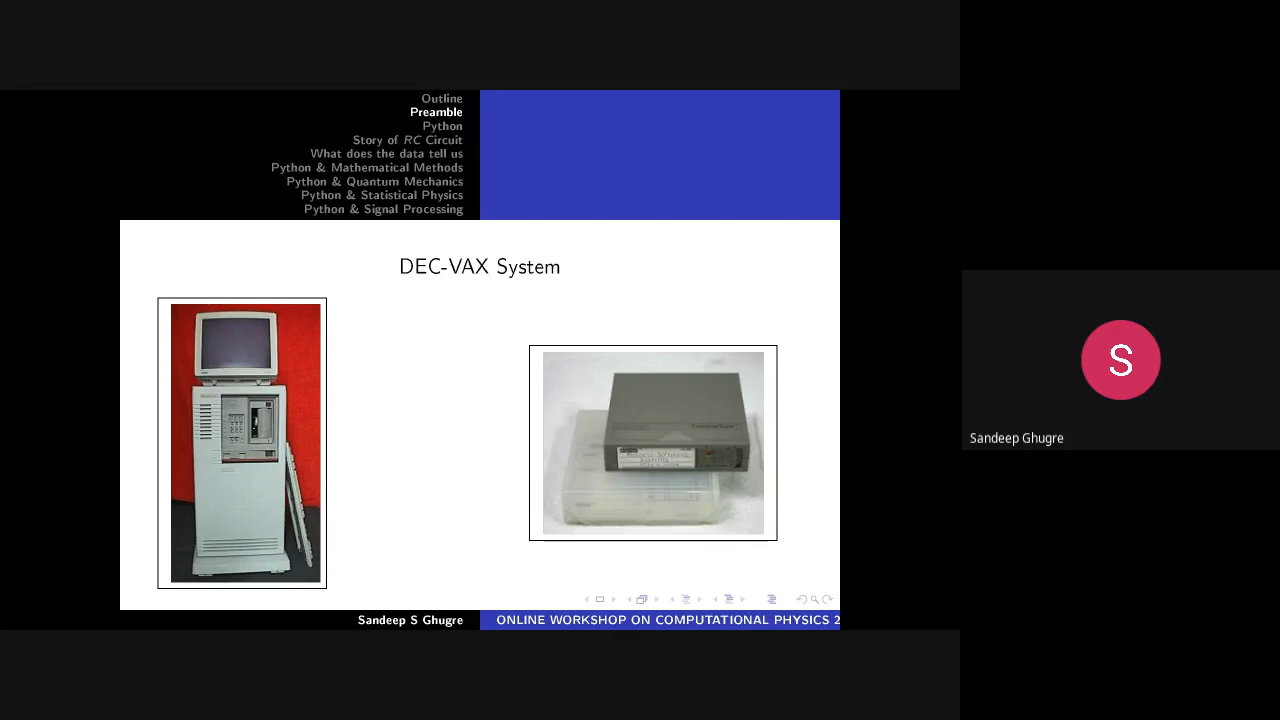 Outline
Preamble
Python
Story of RC Circuit
What does the data tell us
Python & Mathematical Methods
Python & Quantum Mechanics
Python & Statistical Physics
Python & Signal Processing
DEC-VAX System
S
Sandeep Ghugre
Sandeep S Ghugre
ONLINE WORKSHOP ON COMPUTATIONAL PHYSICS 2